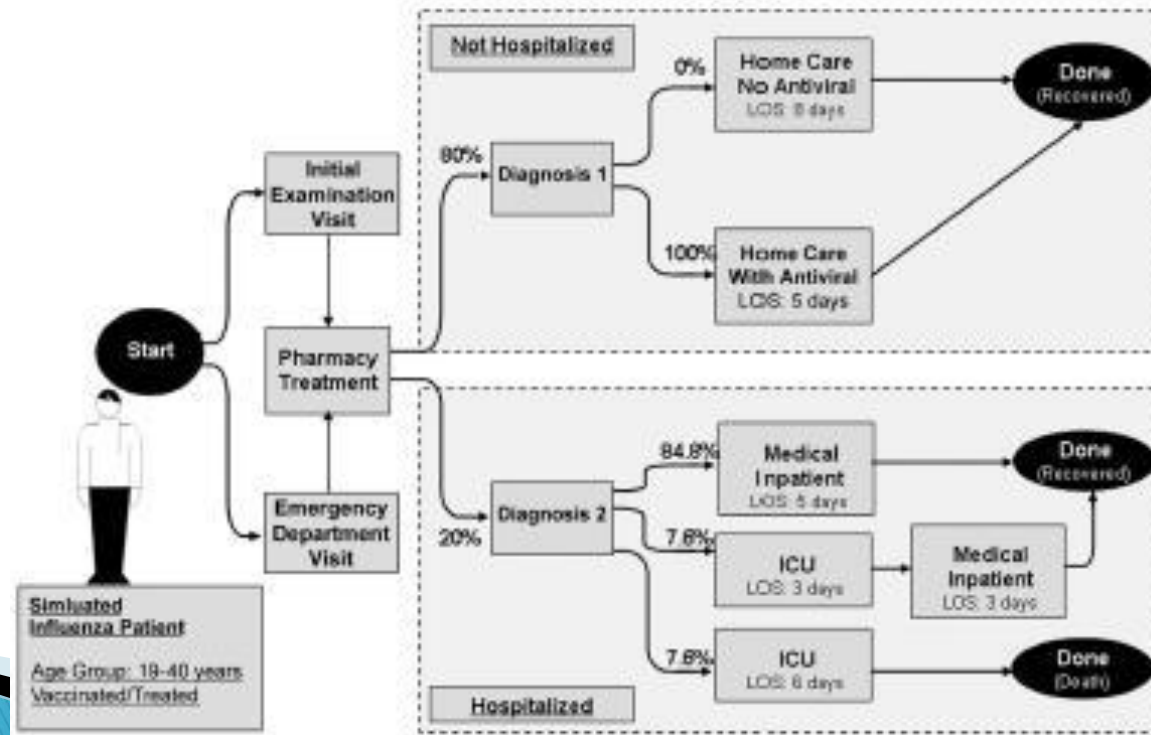 Not Hospitalized
0%
Home Care
No Antiviral
LOS: 8 days
Done
(Recovered)
Initial
Examination
Visit
80%
Diagnosis 1
100%
Home Care
With Antiviral
LOS: 5 days
Start
Pharmacy
Treatment
84.8%
Medical
Inpatient
LOS: 5 days
Done
(Recovered)
Emergency
Department
Visit
20%
Diagnosis 2
7.6%
ICU
LOS: 3 days
Medical
Inpatient
LOS: 3 days
7.6%
ICU
LOS: 6 days
Done
(Death)
Hospitalized
Simluated
Influenza Patient
Age Group: 19-40 years
Vaccinated/Treated